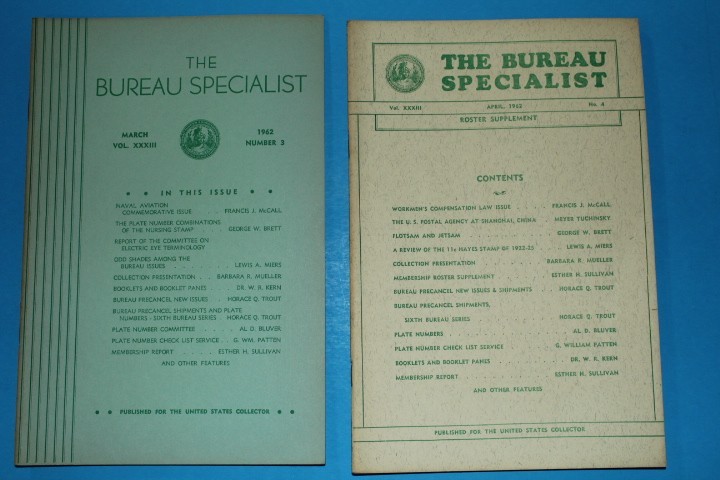 THE
BUREAU SPECIALIST
MARCH
VOL. XXXIII
1962
NUMBER 3
• • IN THIS ISSUE • •
NAVAL AVIATION
COMMEMORATIVE ISSUE . . . FRANCIS J. McCALL
THE PLATE NUMBER COMBINATIONS
OF THE NURSING STAMP . . GEORGE W. BRETT
REPORT OF THE COMMITTEE ON
ELECTRIC EYE TERMINOLOGY
ODD SHADES AMONG THE
BUREAU ISSUES . . . . . . LEWIS A. MIERS
COLLECTION PRESENTATION . . BARBARA R. MUELLER
BOOKLETS AND BOOKLET PANES . DR. W. R. KERN
BUREAU PRECANCEL NEW ISSUES . HORACE Q. TROUT
BUREAU PRECANCEL SHIPMENTS AND PLATE
NUMBERS - SIXTH BUREAU SERIES . HORACE Q. TROUT
PLATE NUMBER COMMITTEE . . . AL D. BLUVER
PLATE NUMBER CHECK LIST SERVICE . . G. WM. PATTEN
MEMBERSHIP REPORT . . . . . ESTHER H. SULLIVAN
AND OTHER FEATURES
• • PUBLISHED FOR THE UNITED STATES COLLECTOR • •
THE BUREAU
SPECIALIST
Vol. XXXIII APRIL, 1962 No. 4
ROSTER SUPPLEMENT
CONTENTS
WORKMEN'S COMPENSATION LAW ISSUE . . . . FRANCIS J. McCALL
THE U. S. POSTAL AGENCY AT SHANGHAI, CHINA MEYER TUCHINSKY
FLOTSAM AND JETSAM . . . . . GEORGE W. BRETT
A REVIEW OF THE 11c HAYES STAMP OF 1922-25 . LEWIS A. MIERS
COLLECTION PRESENTATION . . . . BARBARA R. MUELLER
MEMBERSHIP ROSTER SUPPLEMENT . . . ESTHER H. SULLIVAN
BUREAU PRECANCEL NEW ISSUES & SHIPMENTS . . . HORACE Q. TROUT
BUREAU PRECANCEL SHIPMENTS,
SIXTH BUREAU SERIES . . . . . HORACE Q. TROUT
PLATE NUMBERS . . . . . . AL D. BLUVER
PLATE NUMBER CHECK LIST SERVICE . . . G. WILLIAM PATTEN
BOOKLETS AND BOOKLET PANES . . . . DR. W. R. KERN
MEMBERSHIP REPORT . . . . . ESTHER H. SULLIVAN
AND OTHER FEATURES
PUBLISHED FOR THE UNITED STATES COLLECTOR